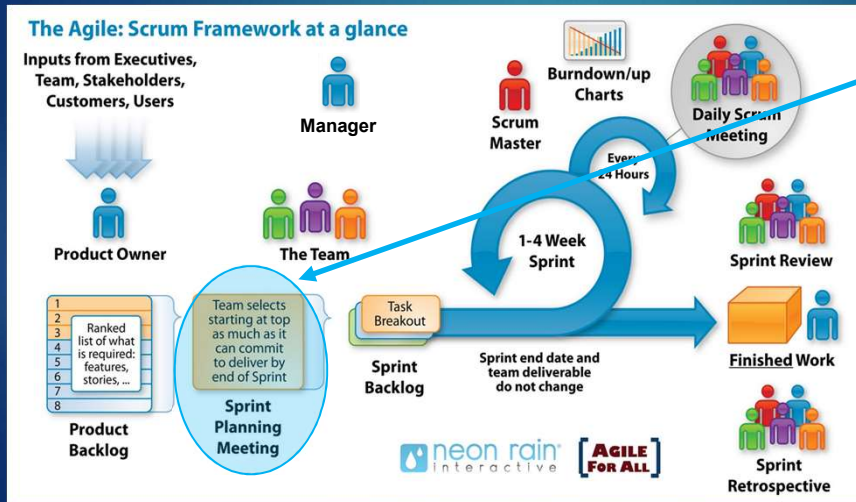 The Agile: Scrum Framework at a glance
Inputs from Executives,
Team, Stakeholders,
Customers, Users
Manager
Scrum
Master
Burndown/up
Charts
Daily Scrum
Meeting
Every
24 Hours
Product Owner
The Team
1-4 Week
Sprint
Sprint Review
1
2
3
4
5
6
7
8
Ranked
list of what
is required:
features,
stories, ...
Product
Backlog
Team selects
starting at top
as much as it
can commit
to deliver by
end of Sprint
Sprint
Planning
Meeting
Task
Breakout
Sprint
Backlog
Sprint end date and
team deliverable
do not change
Finished Work
neon rain®
interactive
AGILE
FOR ALL
Sprint
Retrospective